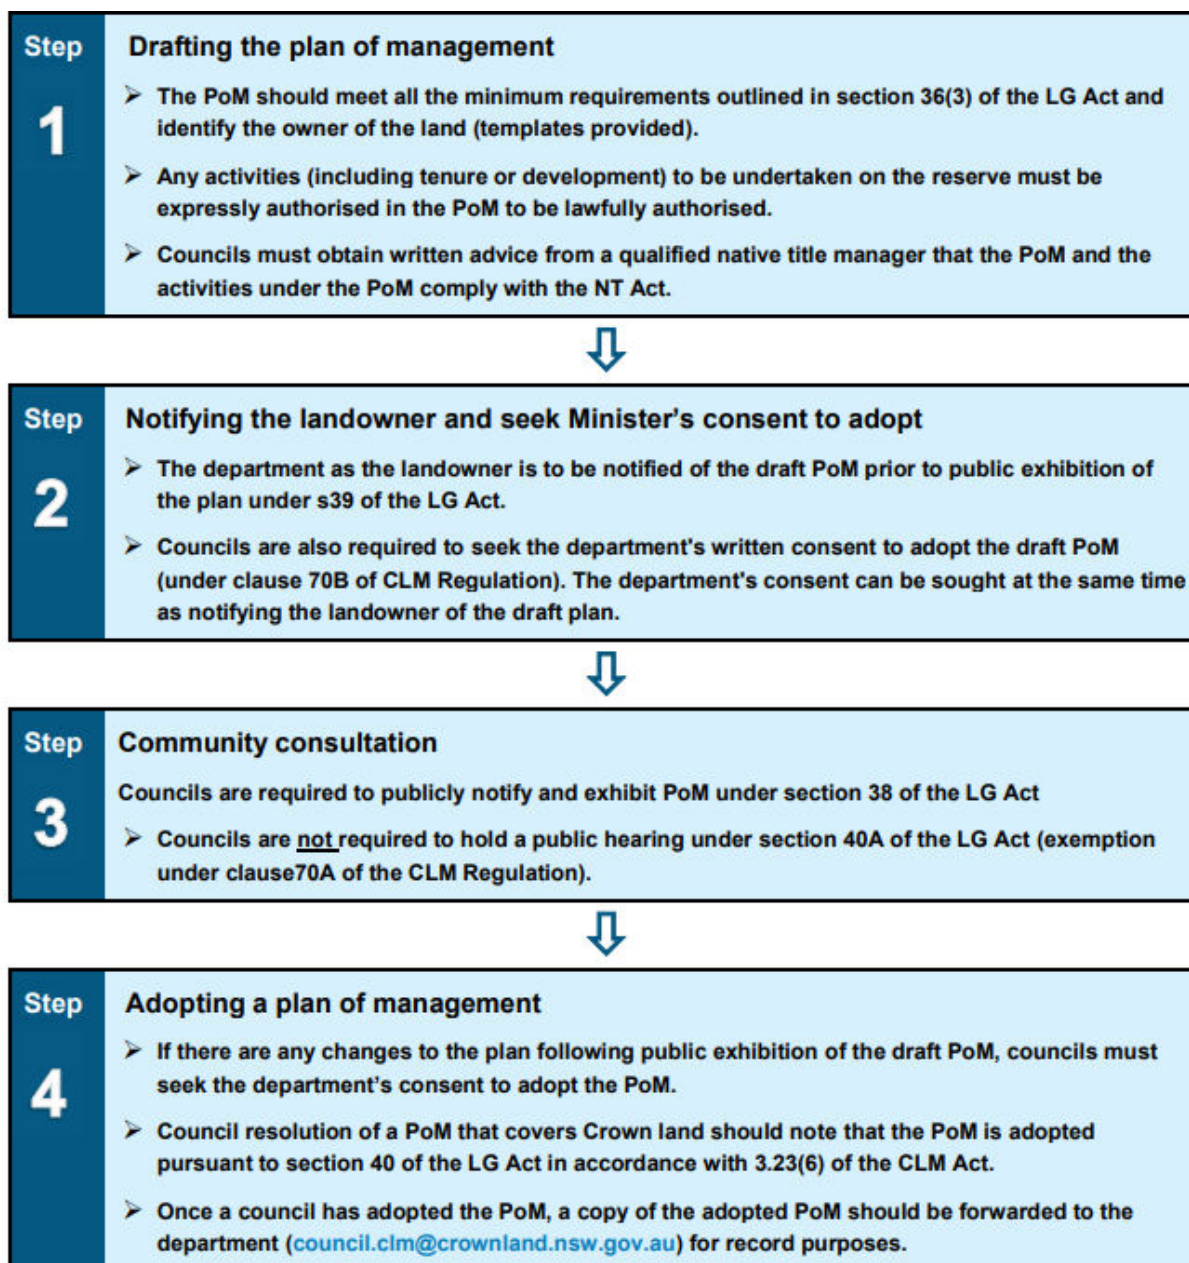 Step
1
Drafting the plan of management
➢ The PoM should meet all the minimum requirements outlined in section 36(3) of the LG Act and
identify the owner of the land (templates provided).
➢ Any activities (including tenure or development) to be undertaken on the reserve must be
expressly authorised in the PoM to be lawfully authorised.
➢ Councils must obtain written advice from a qualified native title manager that the PoM and the
activities under the PoM comply with the NT Act.
Step
2
Notifying the landowner and seek Minister's consent to adopt
➢ The department as the landowner is to be notified of the draft PoM prior to public exhibition of
the plan under s39 of the LG Act.
➢ Councils are also required to seek the department's written consent to adopt the draft PoM
(under clause 70B of CLM Regulation). The department's consent can be sought at the same time
as notifying the landowner of the draft plan.
Step
3
Community consultation
Councils are required to publicly notify and exhibit PoM under section 38 of the LG Act
➢ Councils are not required to hold a public hearing under section 40A of the LG Act (exemption
under clause70A of the CLM Regulation).
Step
4
Adopting a plan of management
➢ If there are any changes to the plan following public exhibition of the draft PoM, councils must
seek the department's consent to adopt the PoM.
➢ Council resolution of a PoM that covers Crown land should note that the PoM is adopted
pursuant to section 40 of the LG Act in accordance with 3.23(6) of the CLM Act.
➢ Once a council has adopted the PoM, a copy of the adopted PoM should be forwarded to the
department (council.clm@crownland.nsw.gov.au) for record purposes.